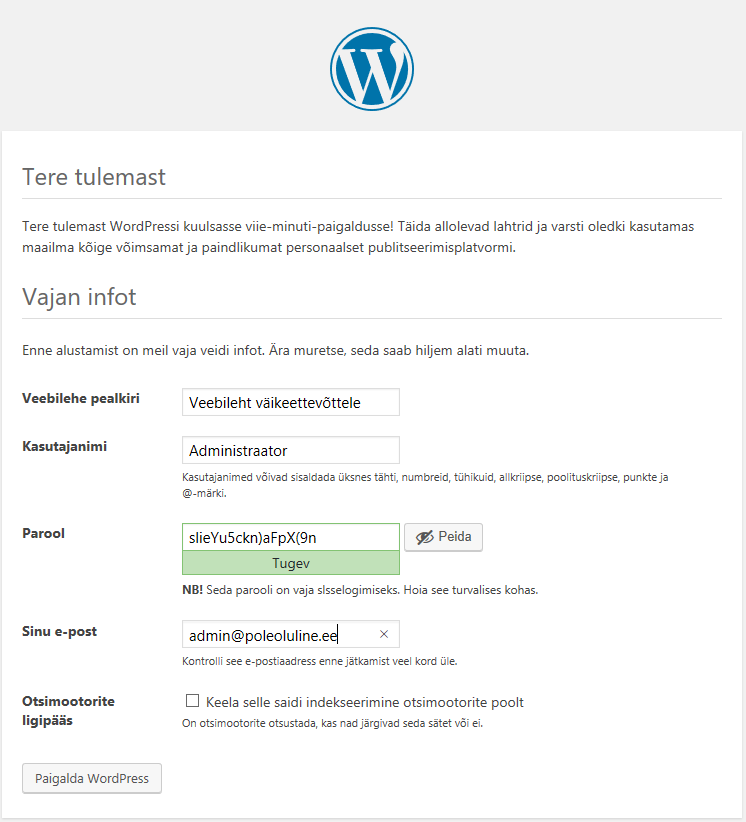 Tere tulemast
Tere tulemast WordPressi kuulsasse viie-minuti-paigaldusse! Täida allolevad lahtrid ja varsti oledki kasutamas
maailma kõige võimsamat ja paindlikumat personaalset publitseerimisplatvormi.
Vajan infot
Enne alustamist on meil vaja veidi infot. Ära muretse, seda saab hiljem alati muuta.
Veebilehe pealkiri
Veebileht väikeettevõttele
Kasutajanimi
Administraator
Kasutajanimed võivad sisaldada üksnes tähti, numbreid, tühikuid, allkriipse, poolituskriipse, punkte ja
@-märki.
Parool
slieYu5ckn)aFpX(9n
Peida
Tugev
NB! Seda parooli on vaja slsselogimiseks. Hoia see turvalises kohas.
Sinu e-post
admin@poleoluline.ee
Kontrolli see e-postiaadress enne jätkamist veel kord üle.
Otsimootorite
ligipääs
Keela selle saidi indekseerimine otsimootorite poolt
On otsimootorite otsustada, kas nad järgivad seda sätet või ei.
Paigalda WordPress